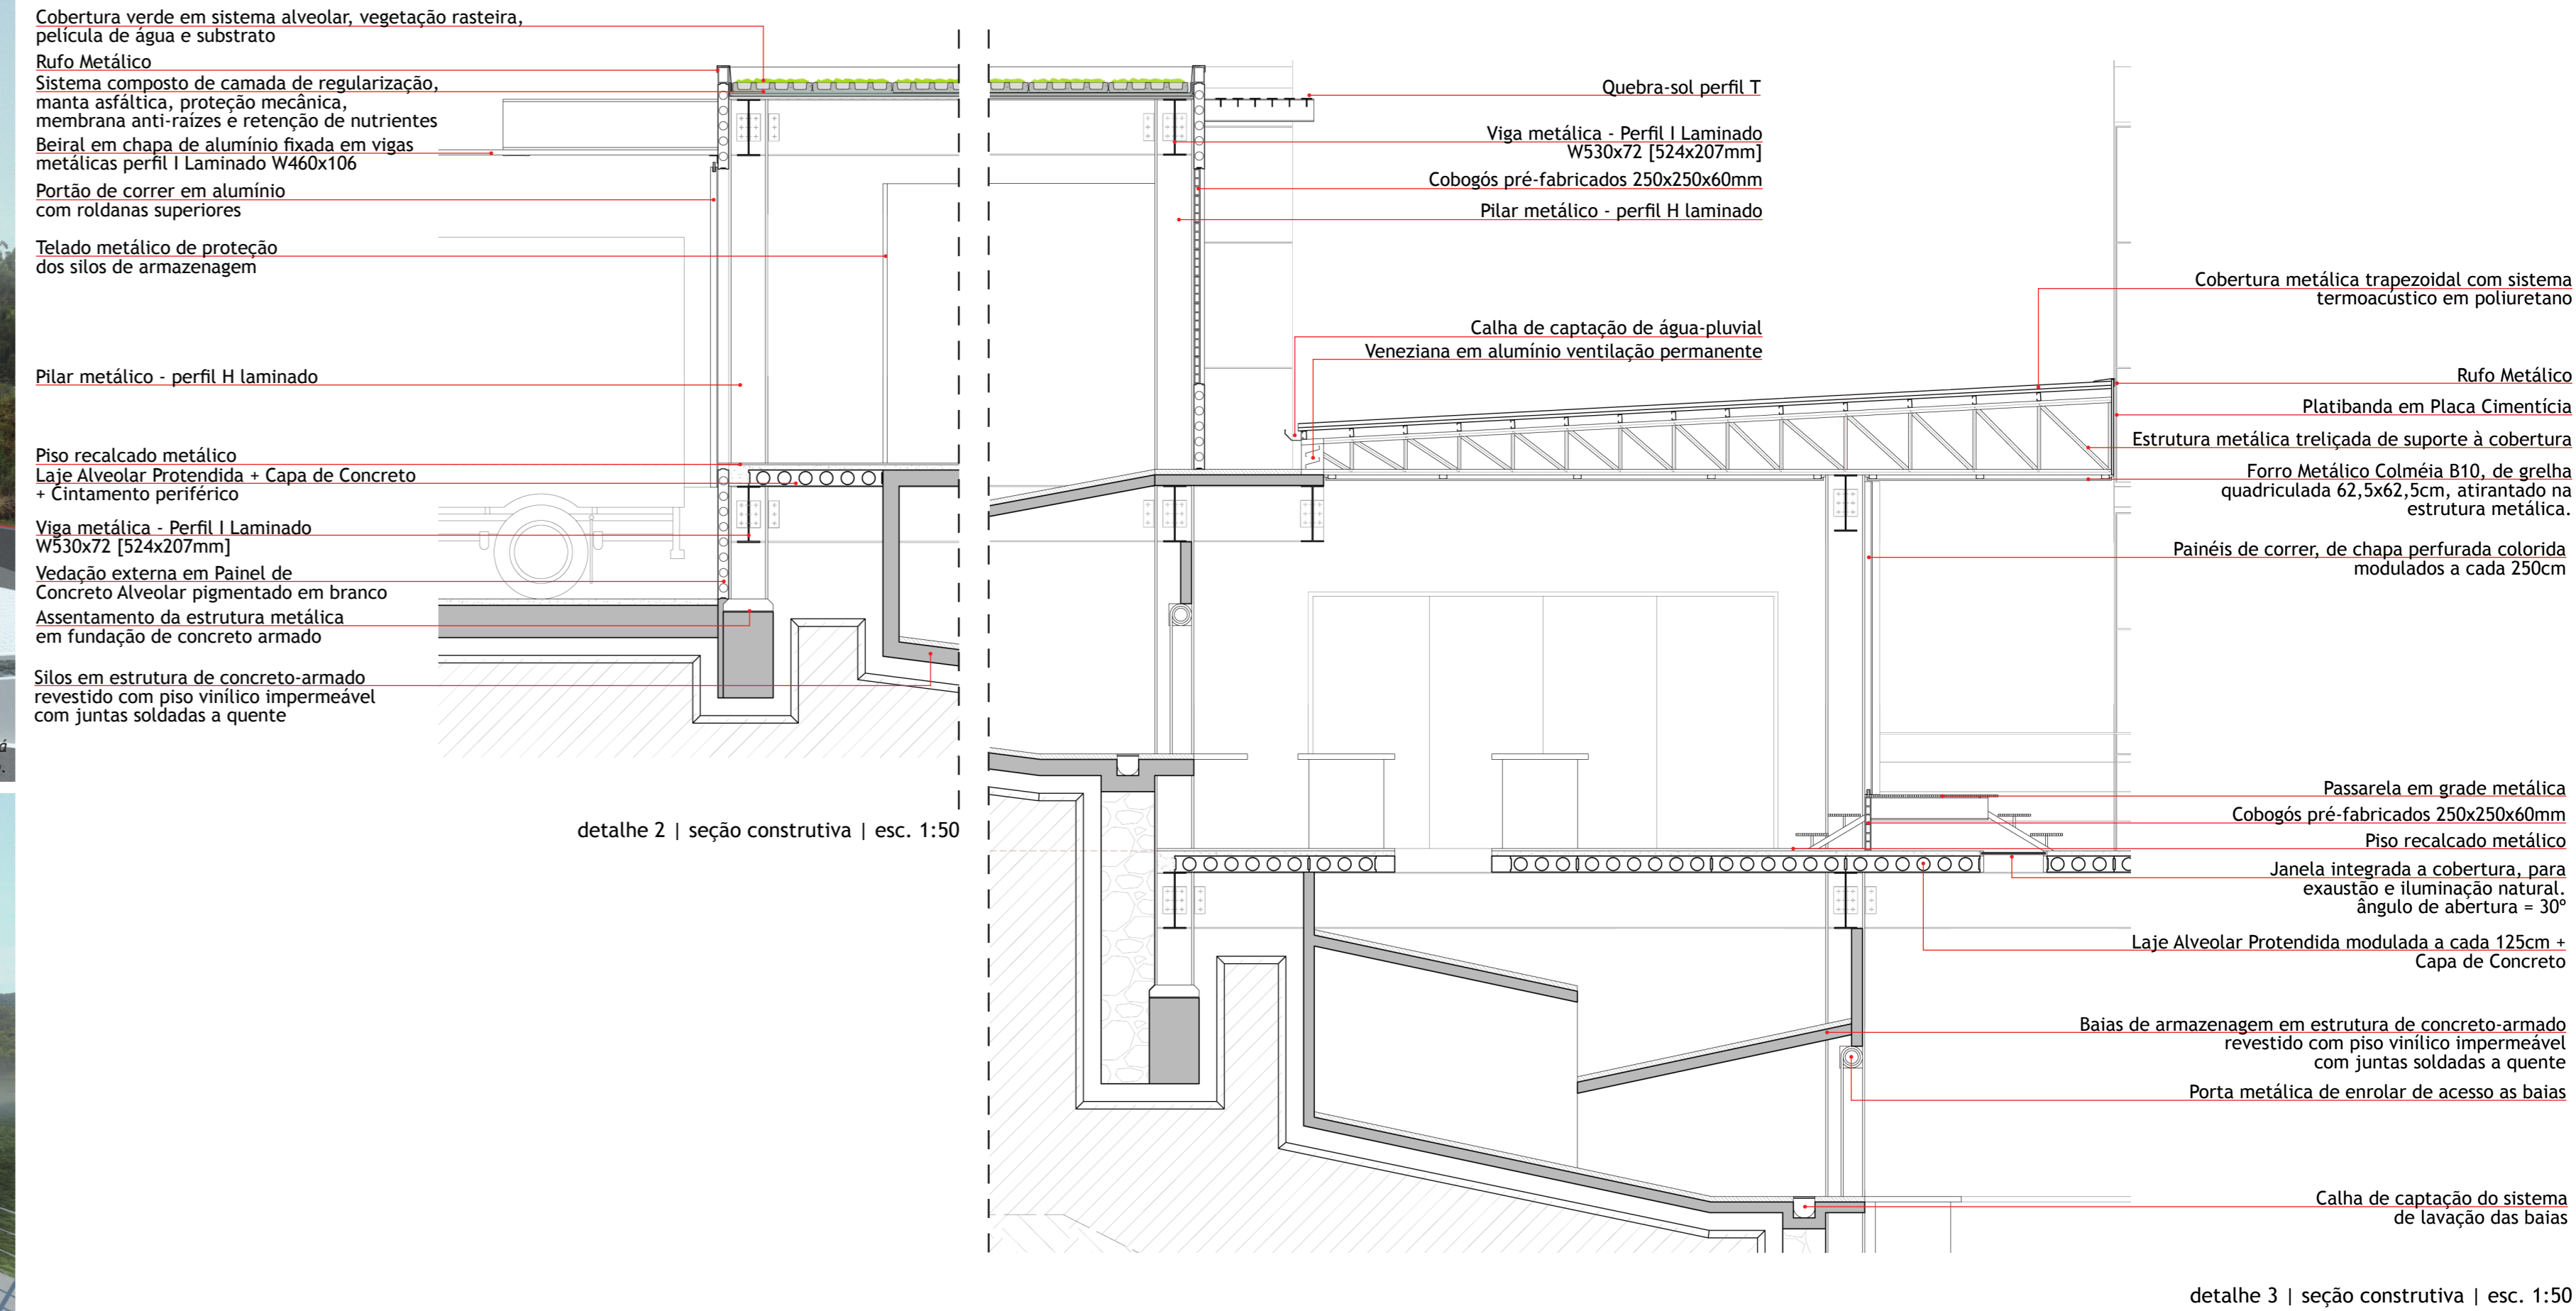 Cobertura verde em sistema alveolar, vegetação rasteira,
película de água e substrato
Rufo Metálico
Sistema composto de camada de regularização,
manta asfáltica, proteção mecânica,
membrana anti-raízes e retenção de nutrientes
Beiral em chapa de alumínio fixada em vigas
metálicas perfil I Laminado W460x106
Portão de correr em alumínio
com roldanas superiores
Telado metálico de proteção
dos silos de armazenagem
Pilar metálico - perfil H laminado
Piso recalcado metálico
Laje Alveolar Protendida + Capa de Concreto
+ Cintamento periférico
Viga metálica - Perfil I Laminado
W530x72 [524x207mm]
Vedação externa em Painel de
Concreto Alveolar pigmentado em branco
Assentamento da estrutura metálica
em fundação de concreto armado
Silos em estrutura de concreto-armado
revestido com piso vinílico impermeável
com juntas soldadas a quente
detalhe 2 | seção construtiva | esc. 1:50
Quebra-sol perfil T
Viga metálica - Perfil I Laminado
W530x72 [524x207mm]
Cobogós pré-fabricados 250x250x60mm
Pilar metálico - perfil H laminado
Calha de captação de água-pluvial
Veneziana em alumínio ventilação permanente
Cobertura metálica trapezoidal com sistema
termoacústico em poliuretano
Rufo Metálico
Platibanda em Placa Cimentícia
Estrutura metálica treliçada de suporte à cobertura
Forro Metálico Colméia B10, de grelha
quadriculada 62,5x62,5cm, atirantado na
estrutura metálica.
Painéis de correr, de chapa perfurada colorida
modulados a cada 250cm
Passarela em grade metálica
Cobogós pré-fabricados 250x250x60mm
Piso recalcado metálico
Janela integrada a cobertura, para
exaustão e iluminação natural.
ângulo de abertura = 30º
Laje Alveolar Protendida modulada a cada 125cm +
Capa de Concreto
Baias de armazenagem em estrutura de concreto-armado
revestido com piso vinílico impermeável
com juntas soldadas a quente
Porta metálica de enrolar de acesso as baias
Calha de captação do sistema
de lavação das baias
detalhe 3 | seção construtiva | esc. 1:50